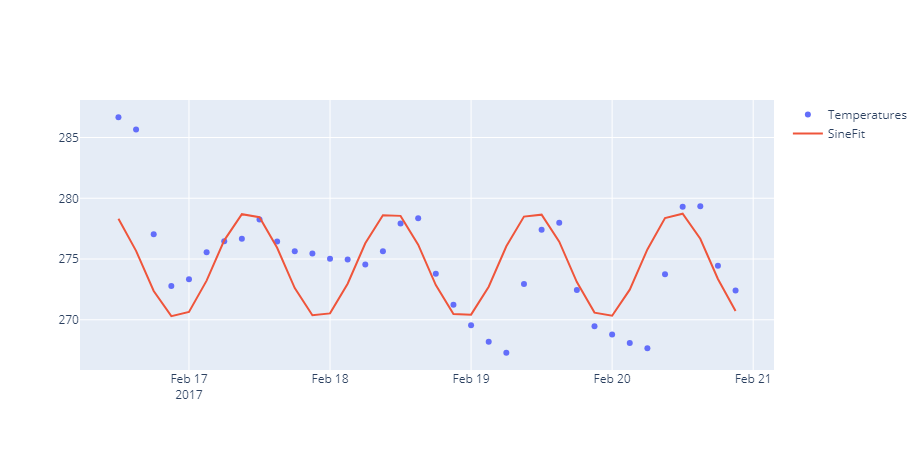 285
280
275
270
Feb 17
2017
Feb 18
Feb 19
Feb 20
Feb 21
Temperatures
SineFit